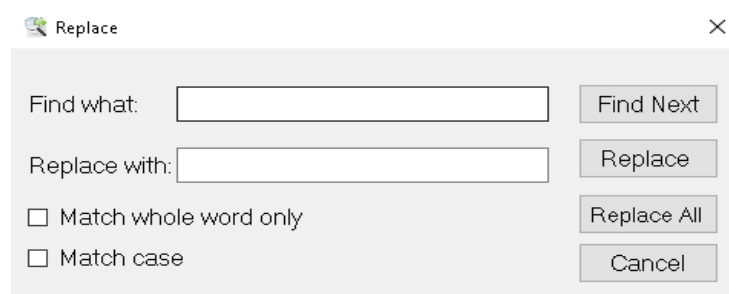 Replace
Find what:
Find Next
Replace with:
Replace
Match whole word only
Replace All
Match case
Cancel